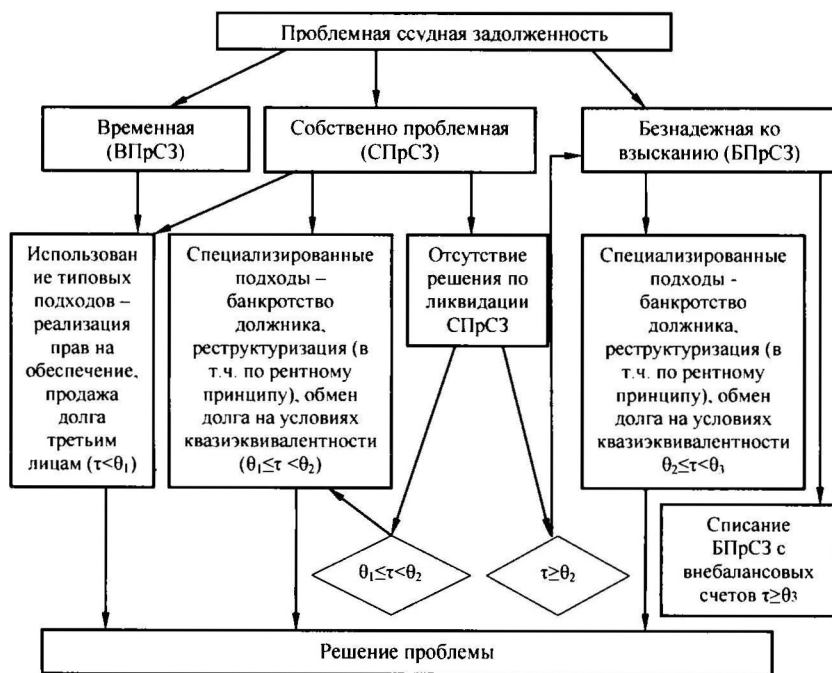 Проблемная ссудная задолженность
Временная
(ВПрСЗ)
Собственно проблемная
(СПрСЗ)
Безнадежная ко
взысканию (БПрСЗ)
Использован
ие типовых
подходов –
реализация
прав на
обеспечение,
продажа
долга
третьим
лицам (τ<θ₁)
Специализированные
подходы –
банкротство
должника,
реструктуризация (в
т.ч. по рентному
принципу), обмен
долга на условиях
квазиэквивалентности
(θ₁≤τ <θ₂)
Отсутствие
решения по
ликвидации
СПрСЗ
Специализированные
подходы -
банкротство
должника,
реструктуризация (в
т.ч. по рентному
принципу), обмен
долга на условиях
квазиэквивалентности
θ₂≤τ<θ₃
θ₁≤τ<θ₂
τ≥θ₂
Списание
БПрСЗ с
внебалансовых
счетов τ≥θ₃
Решение проблемы